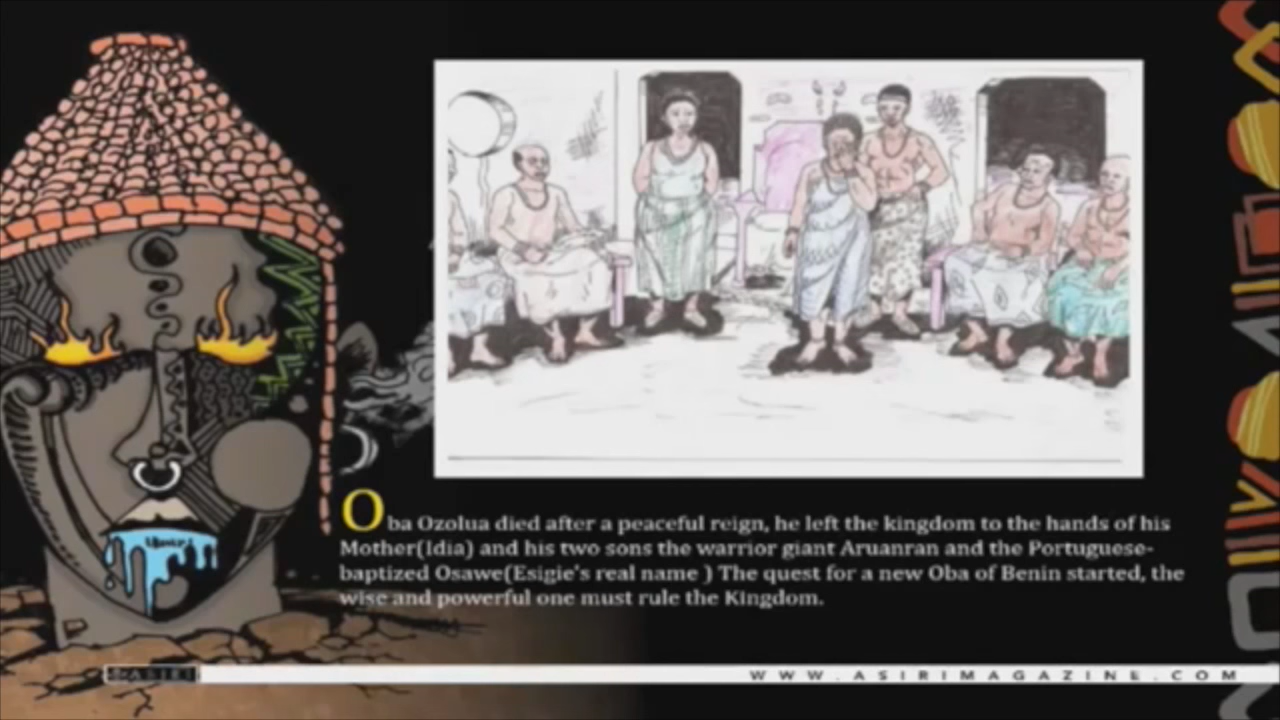 Oba Ozolua died after a peaceful reign, he left the kingdom to the hands of his
Mother(Idia) and his two sons the warrior giant Aruanran and the Portuguese-
baptized Osawe(Esigie's real name ) The quest for a new Oba of Benin started, the
wise and powerful one must rule the KIngdom.
WWW.ASIRIMAGAZINE.COM